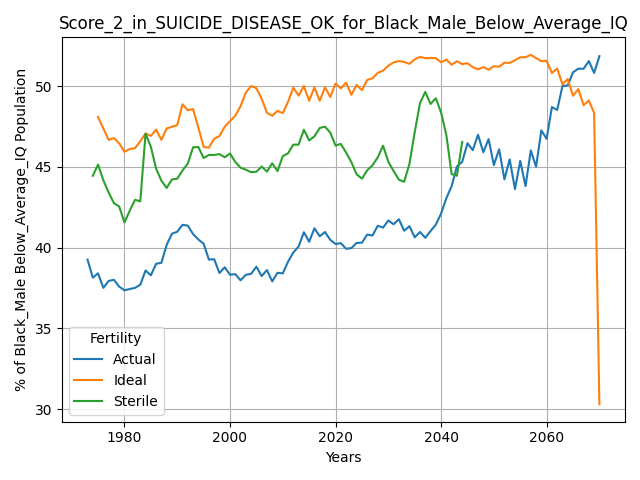 Score_2_in_SUICIDE_DISEASE_OK_for_Black_Male_Below_Average_IQ
% of Black_Male Below_Average_IQ Population
50
45
40
35
30
Fertility
Actual
Ideal
Sterile
1980 2000 2020 2040 2060
Years